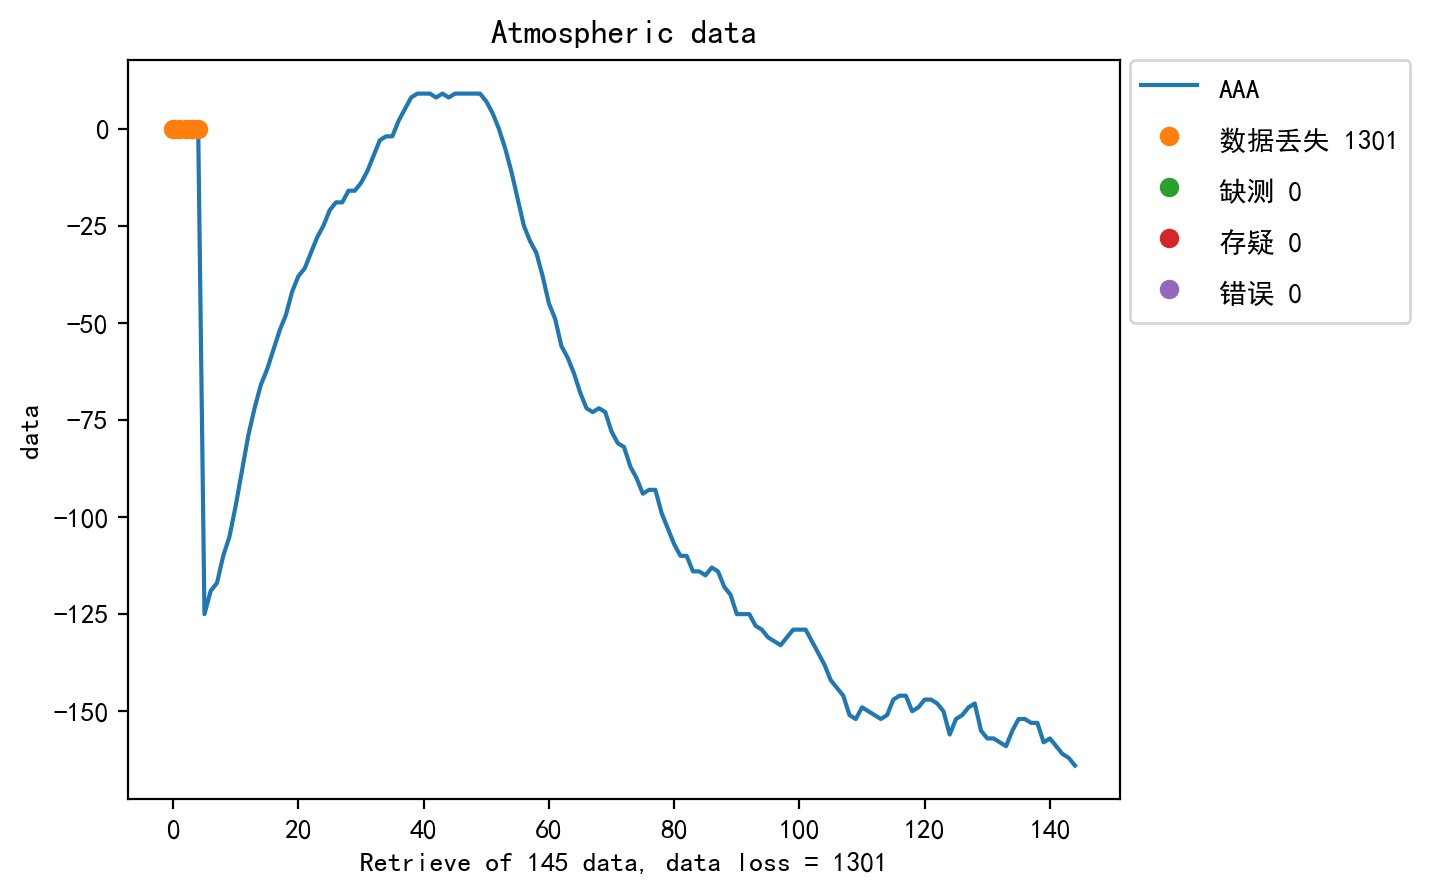 Atmospheric data
AAA
数据丢失 1301
缺测 0
存疑 0
错误 0
data
0
-25
-50
-75
-100
-125
-150
0 20 40 60 80 100 120 140
Retrieve of 145 data, data loss = 1301